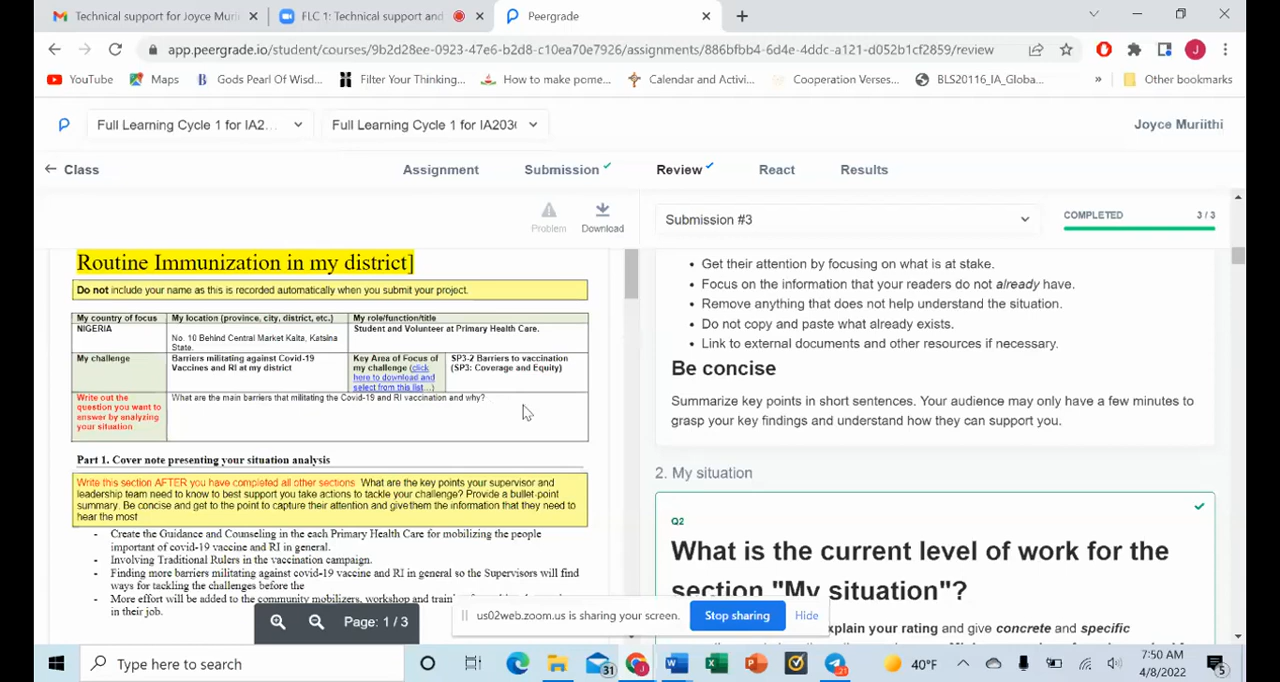 Technical support for Joyce Murii
FLC 1: Technical support and
Peergrade
app.peergrade.io/student/courses/9b2d28ee-0923-47e6-b2d8-c10ea70e7926/assignments/886bfbb4-6d4e-4ddc-a121-d052b1cf2859/review
J
YouTube
Maps
Gods Pearl Of Wisd...
Filter Your Thinking,...
How to make pome...
Calendar and Activi...
Cooperation Verses...
BLS20116_IA_Globa...
»
Other bookmarks
Full Learning Cycle 1 for IA2...
Full Learning Cycle 1 for IA203
Joyce Muriithi
Class
Assignment
Submission
Review
React
Results
Problem
Download
Submission #3
COMPLETED 3 / 3
Routine Immunization in my district]
Do not include your name as this is recorded automatically when you submit your project.
My country of focus
My location (province, city, district, etc.)
My role/function/title
NIGERIA
No. 10 Behind Central Market Kaita, Katsina
State.
Student and Volunteer at Primary Health Care.
My challenge
Barriers militating against Covid-19
Vaccines and RI at my district
Key Area of Focus of
my challenge (click
here to download and
select from this list...)
SP3-2 Barriers to vaccination
(SP3: Coverage and Equity)
Write out the
question you want to
answer by analyzing
your situation
What are the main barriers that militating the Covid-19 and RI vaccination and why?
Part 1. Cover note presenting your situation analysis
Write this section AFTER you have completed all other sections What are the key points your supervisor and
leadership team need to know to best support you take actions to tackle your challenge? Provide a bullet-point
summary. Be concise and get to the point to capture their attention and give them the information that they need to
hear the most
- Create the Guidance and Counseling in the each Primary Health Care for mobilizing the people
important of covid-19 vaccine and RI in general.
- Involving Traditional Rulers in the vaccination campaign.
- Finding more barriers militating against covid-19 vaccine and RI in general so the Supervisors will find
ways for tackling the challenges before the
- More effort will be added to the community mobilizers, workshop and
in their job.
Page: 1 / 3
• Get their attention by focusing on what is at stake.
• Focus on the information that your readers do not already have.
• Remove anything that does not help understand the situation.
• Do not copy and paste what already exists.
• Link to external documents and other resources if necessary.
Be concise
Summarize key points in short sentences. Your audience may only have a few minutes to
grasp your key findings and understand how they can support you.
2. My situation
Q2
What is the current level of work for the
section "My situation"?
xplain your rating and give concrete and specific
us02web.zoom.us is sharing your screen.
Stop sharing
Hide
Type here to search
31
40°F
7:50 AM
4/8/2022
5